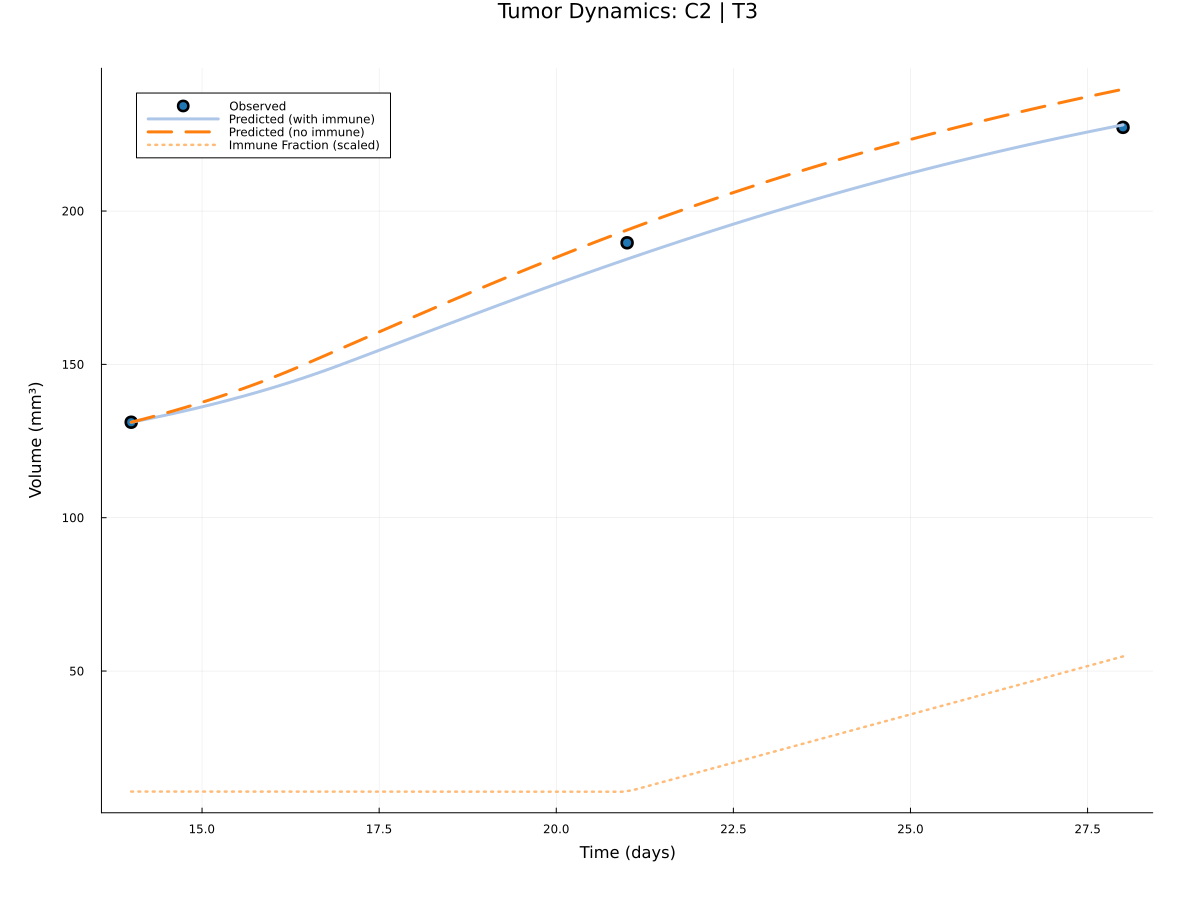 Tumor Dynamics: C2 | T3
Observed
Predicted (with immune)
Predicted (no immune)
Immune Fraction (scaled)
200
150
100
50
Volume (mm³)
15.0
17.5
20.0
22.5
25.0
27.5
Time (days)